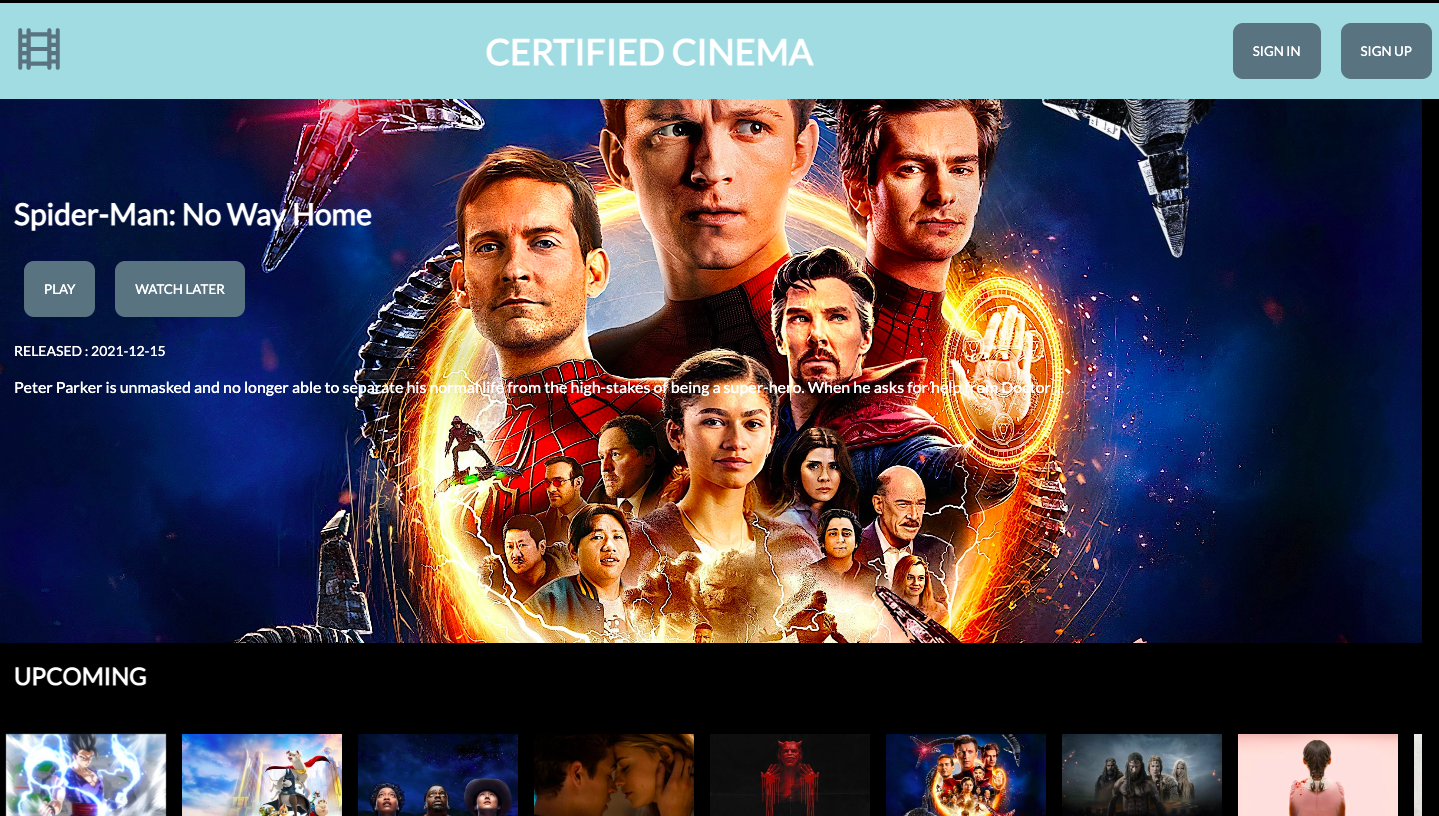 CERTIFIED CINEMA
SIGN IN
SIGN UP
Spider-Man: No Way Home
PLAY
WATCH LATER
RELEASED : 2021-12-15
Peter Parker is unmasked and no longer able to separate his normal life from the high-stakes of being a super-hero. When he asks for help from Doctor...
UPCOMING